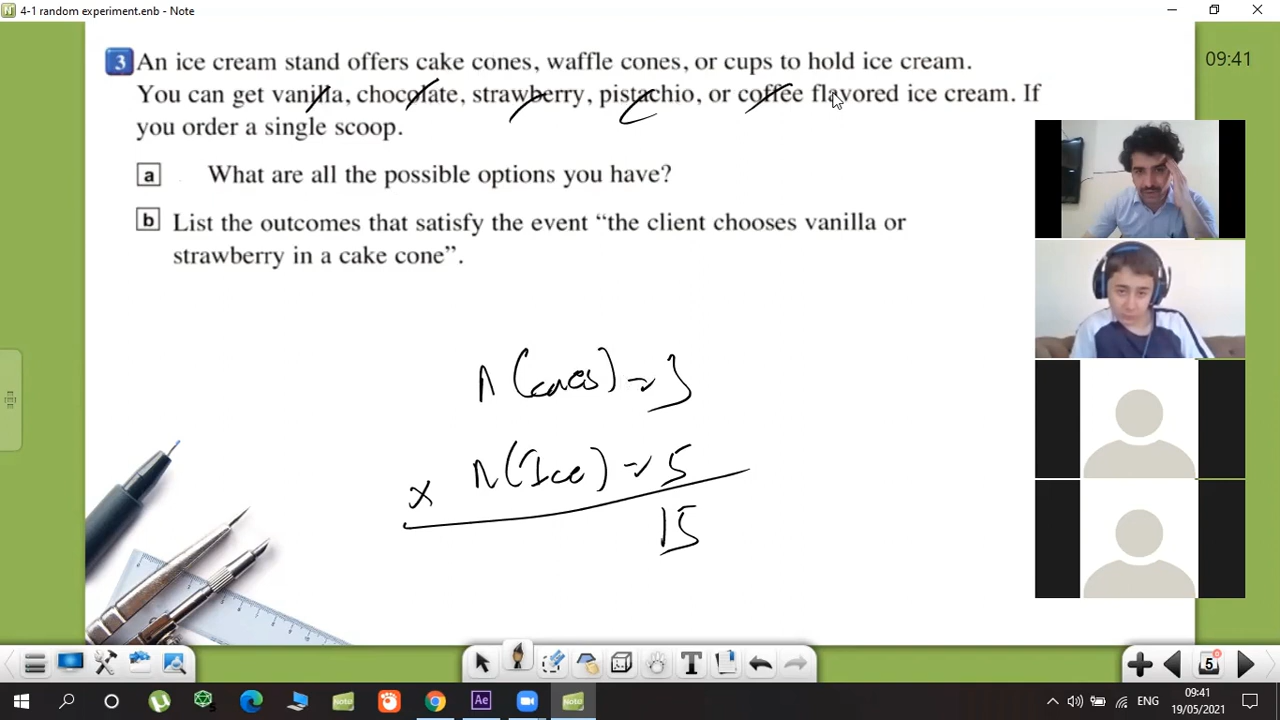 4-1 random experiment.enb - Note
09:41
3 An ice cream stand offers cake cones, waffle cones, or cups to hold ice cream.
You can get vanilla, chocolate, strawberry, pistachio, or coffee flavored ice cream. If
you order a single scoop.
a What are all the possible options you have?
b List the outcomes that satisfy the event “the client chooses vanilla or
strawberry in a cake cone”.
n(cones) = 3
× n(Ice) = 5
15
5
Note Ae Note ENG 09:41
19/05/2021